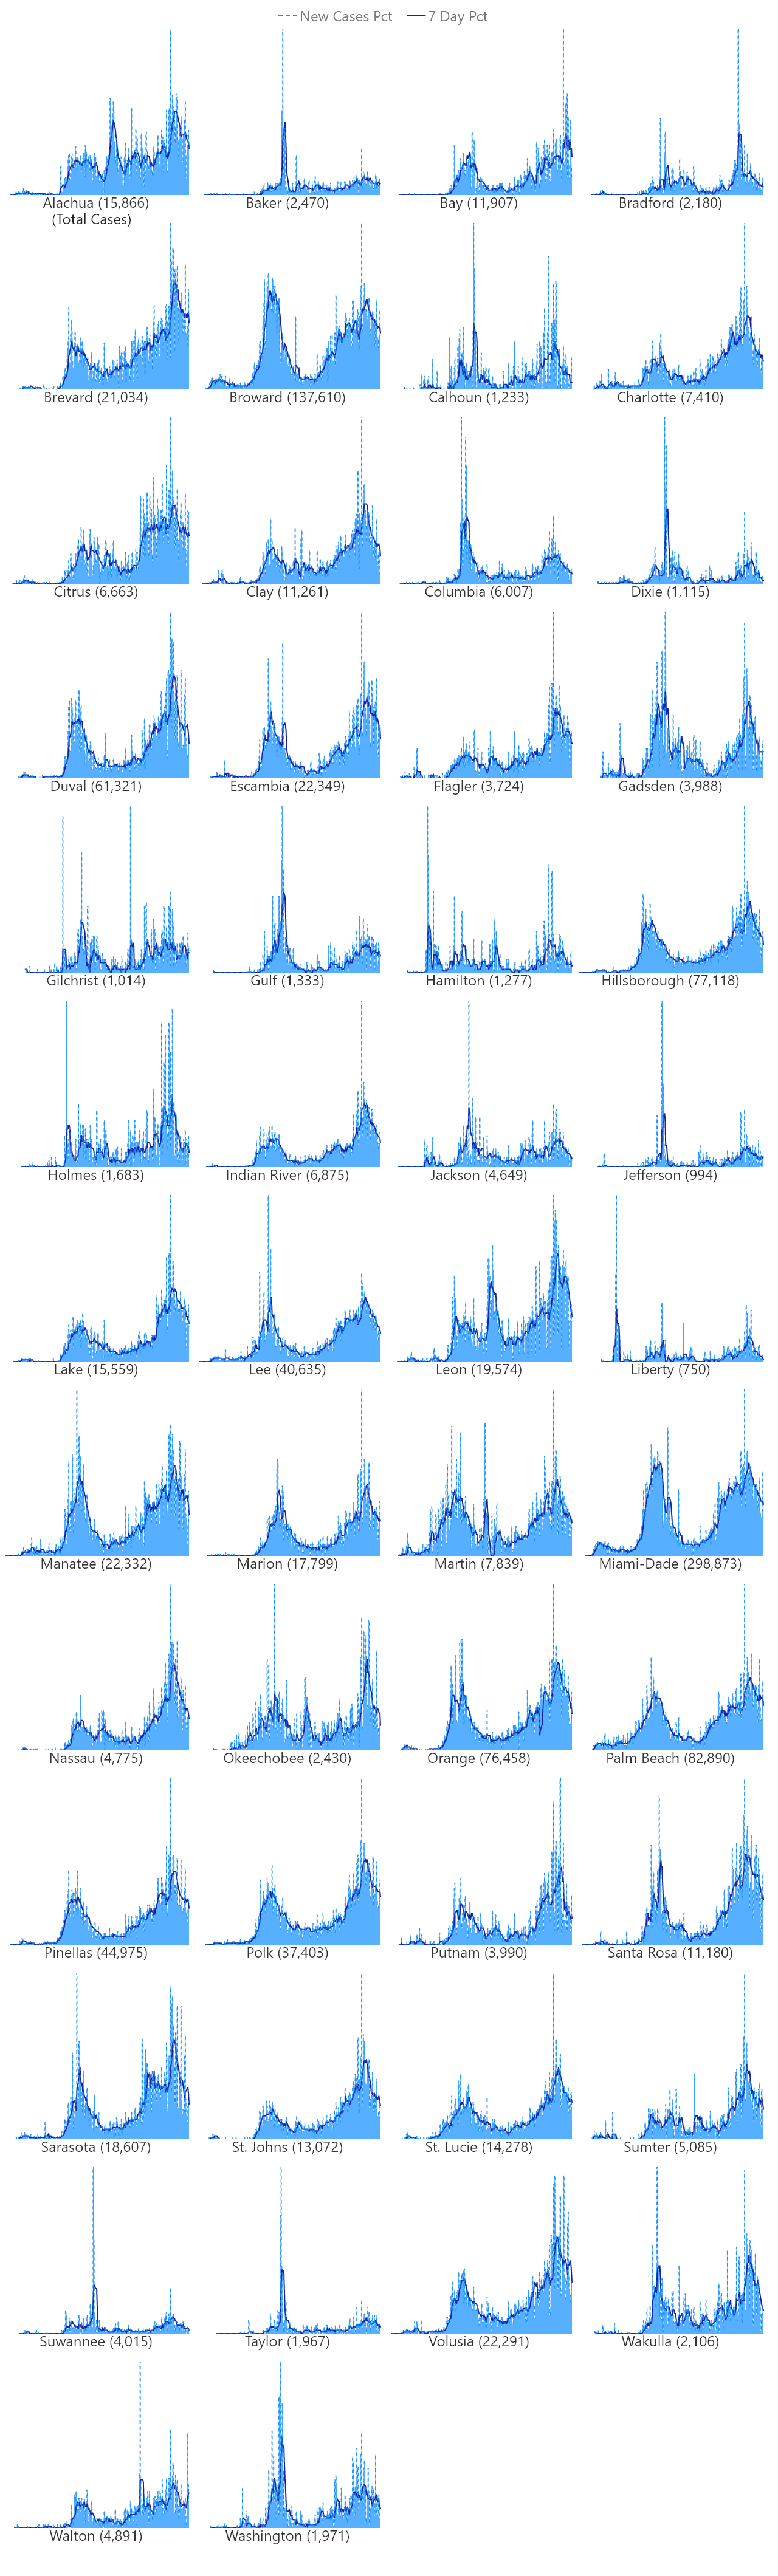 New Cases Pct 7 Day Pct
Alachua (15,866) Baker (2,470) Bay (11,907) Bradford (2,180)
(Total Cases)
Brevard (21,034) Broward (137,610) Calhoun (1,233) Charlotte (7,410)
Citrus (6,663) Clay (11,261) Columbia (6,007) Dixie (1,115)
Duval (61,321) Escambia (22,349) Flagler (3,724) Gadsden (3,988)
Gilchrist (1,014) Gulf (1,333) Hamilton (1,277) Hillsborough (77,118)
Holmes (1,683) Indian River (6,875) Jackson (4,649) Jefferson (994)
Lake (15,559) Lee (40,635) Leon (19,574) Liberty (750)
Manatee (22,332) Marion (17,799) Martin (7,839) Miami-Dade (298,873)
Nassau (4,775) Okeechobee (2,430) Orange (76,458) Palm Beach (82,890)
Pinellas (44,975) Polk (37,403) Putnam (3,990) Santa Rosa (11,180)
Sarasota (18,607) St. Johns (13,072) St. Lucie (14,278) Sumter (5,085)
Suwannee (4,015) Taylor (1,967) Volusia (22,291) Wakulla (2,106)
Walton (4,891) Washington (1,971)